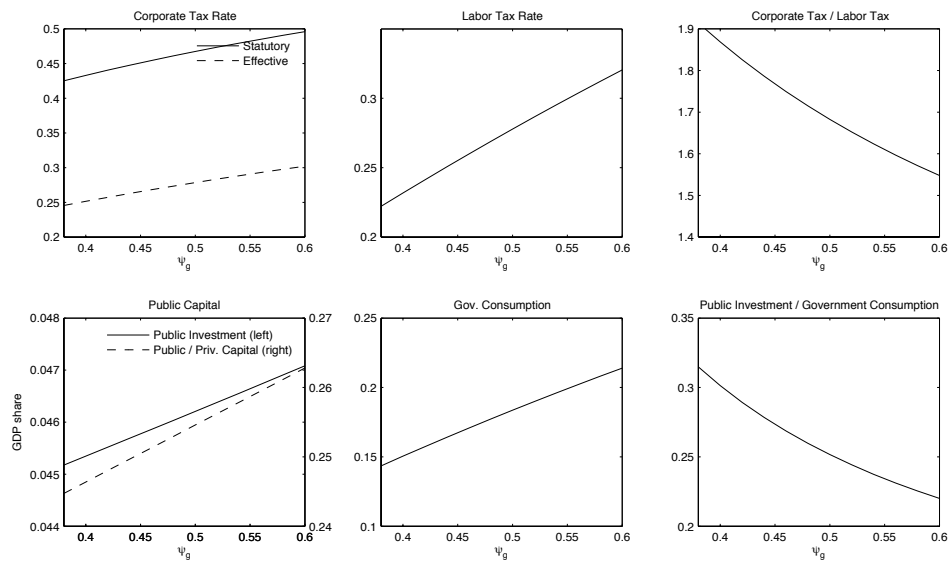 Corporate Tax Rate
0.5
0.45
0.4
0.35
0.3
0.25
0.2
Statutory
Effective
0.4 0.45 0.5 0.55 0.6
ψg
Labor Tax Rate
0.3
0.25
0.2
0.4 0.45 0.5 0.55 0.6
ψg
Corporate Tax / Labor Tax
1.9
1.8
1.7
1.6
1.5
1.4
0.4 0.45 0.5 0.55 0.6
ψg
Public Capital
GDP share
0.048
0.047
0.046
0.045
0.044
Public Investment (left)
Public / Priv. Capital (right)
0.27
0.26
0.25
0.24
0.4 0.45 0.5 0.55 0.6
ψg
Gov. Consumption
0.25
0.2
0.15
0.1
0.4 0.45 0.5 0.55 0.6
ψg
Public Investment / Government Consumption
0.35
0.3
0.25
0.2
0.4 0.45 0.5 0.55 0.6
ψg